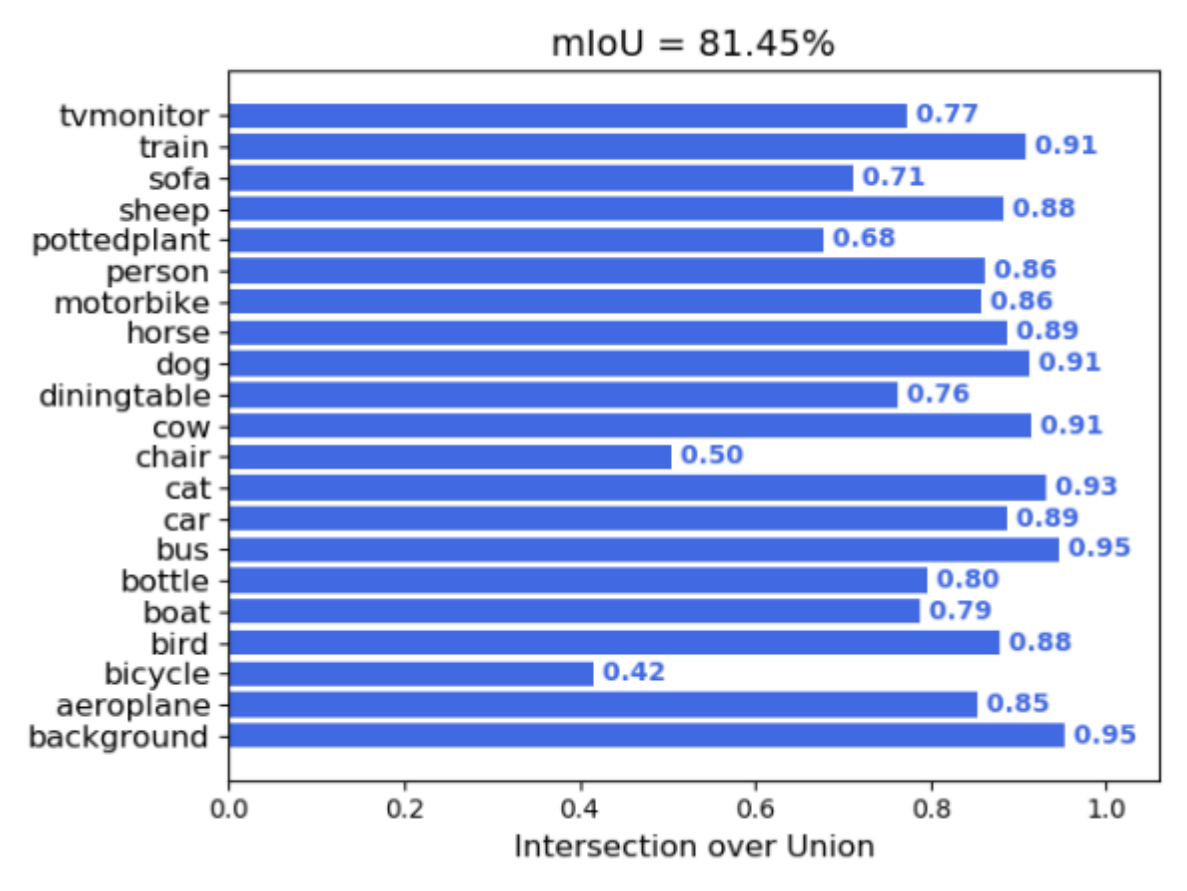 mIoU = 81.45%
tvmonitor 0.77
train 0.91
sofa 0.71
sheep 0.88
pottedplant 0.68
person 0.86
motorbike 0.86
horse 0.89
dog 0.91
diningtable 0.76
cow 0.91
chair 0.50
cat 0.93
car 0.89
bus 0.95
bottle 0.80
boat 0.79
bird 0.88
bicycle 0.42
aeroplane 0.85
background 0.95
0.0 0.2 0.4 0.6 0.8 1.0
Intersection over Union